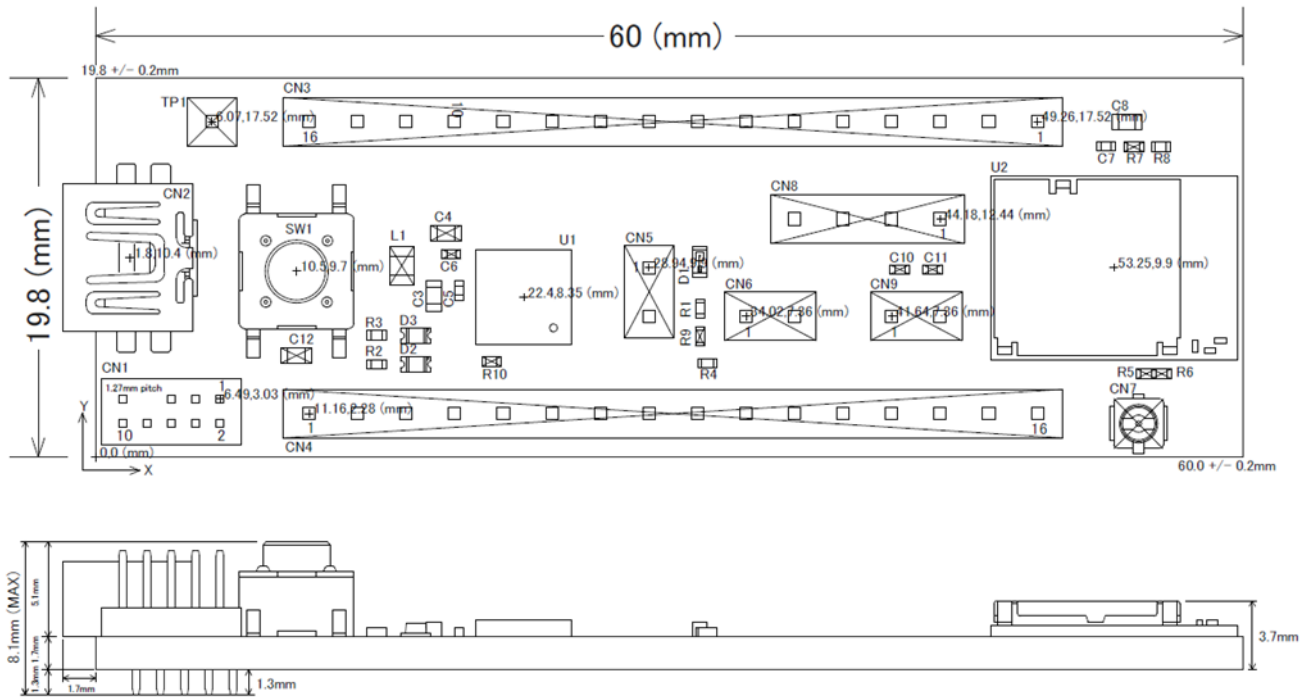 60 (mm)
19.8 +/− 0.2mm
CN3
TP1
6.07,17.52 (mm)
10
16
1
49.26,17.52 (mm)
C8
C7
R7
R8
U2
CN2
CN8
44.18,12.44 (mm)
1
19.8 (mm)
SW1
C4
L1
U1
CN5
1.8,10.4 (mm)
10.5,9.7 (mm)
C6
1
D1
C10
C11
53.25,9.9 (mm)
C3
C5
22.4,8.35 (mm)
CN6
CN9
R1
34.02,7.36 (mm)
41.64,7.36 (mm)
1
1
R3
D3
R9
C12
R2
D2
R10
R4
R5
R6
CN1
1.27mm pitch
1
6.49,3.03 (mm)
11.16,2.28 (mm)
CN7
Y
10
2
1
16
0,0 (mm)
CN4
X
60.0 +/− 0.2mm
8.1mm (MAX)
5.1mm
1.7mm
1.3mm
1.7mm
1.3mm
3.7mm